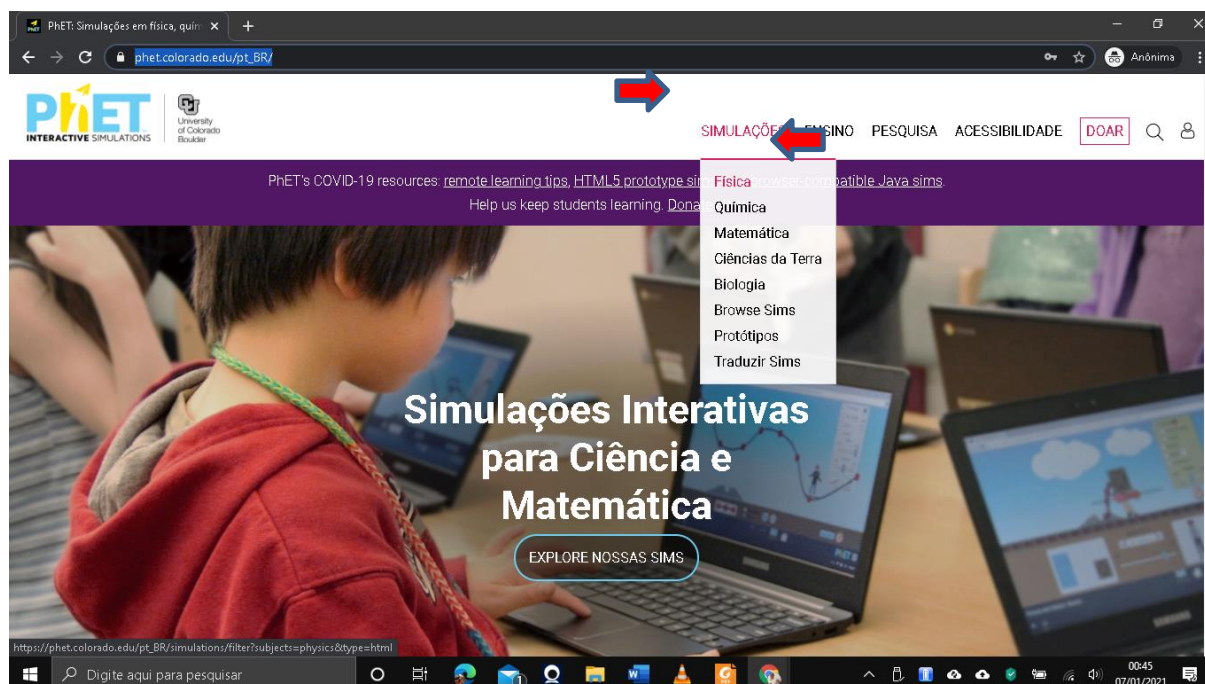 PhET: Simulações em física, quím
phet.colorado.edu/pt_BR/
Anônima
PhET
INTERACTIVE SIMULATIONS
University
of Colorado
Boulder
SIMULAÇÕES ENSINO PESQUISA ACESSIBILIDADE DOAR
PhET's COVID-19 resources: remote learning tips, HTML5 prototype browser-compatible Java sims.
Help us keep students learning. Donate
Física
Química
Matemática
Ciências da Terra
Biologia
Browse Sims
Protótipos
Traduzir Sims
Simulações Interativas
para Ciência e
Matemática
EXPLORE NOSSAS SIMS
https://phet.colorado.edu/pt_BR/simulations/filter?subjects=physics&type=html
Digite aqui para pesquisar
00:45
07/01/2021